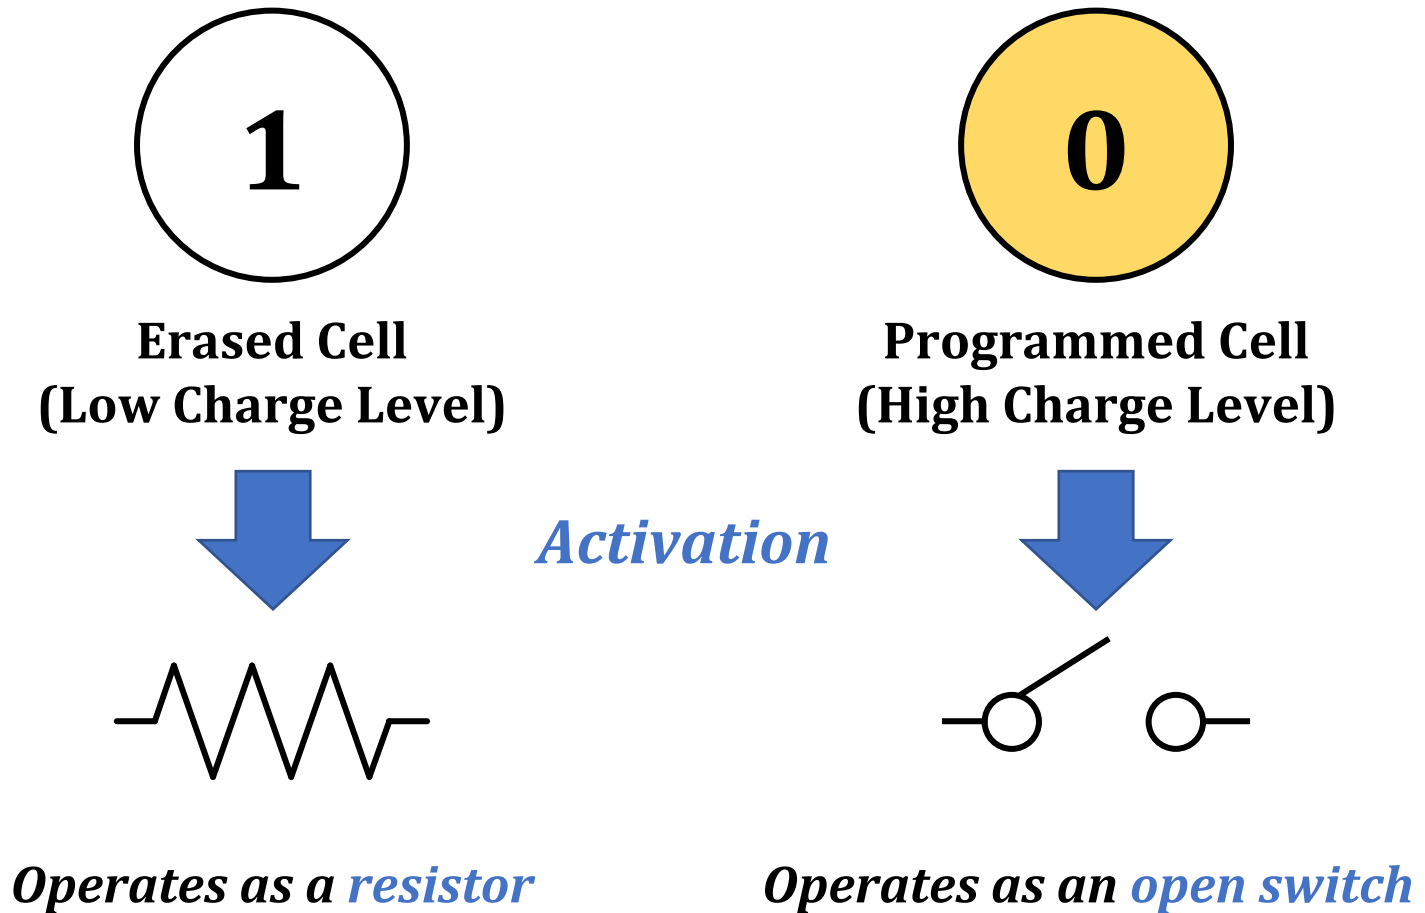 1
0
Erased Cell
(Low Charge Level)
Programmed Cell
(High Charge Level)
Activation
Operates as a resistor
Operates as an open switch